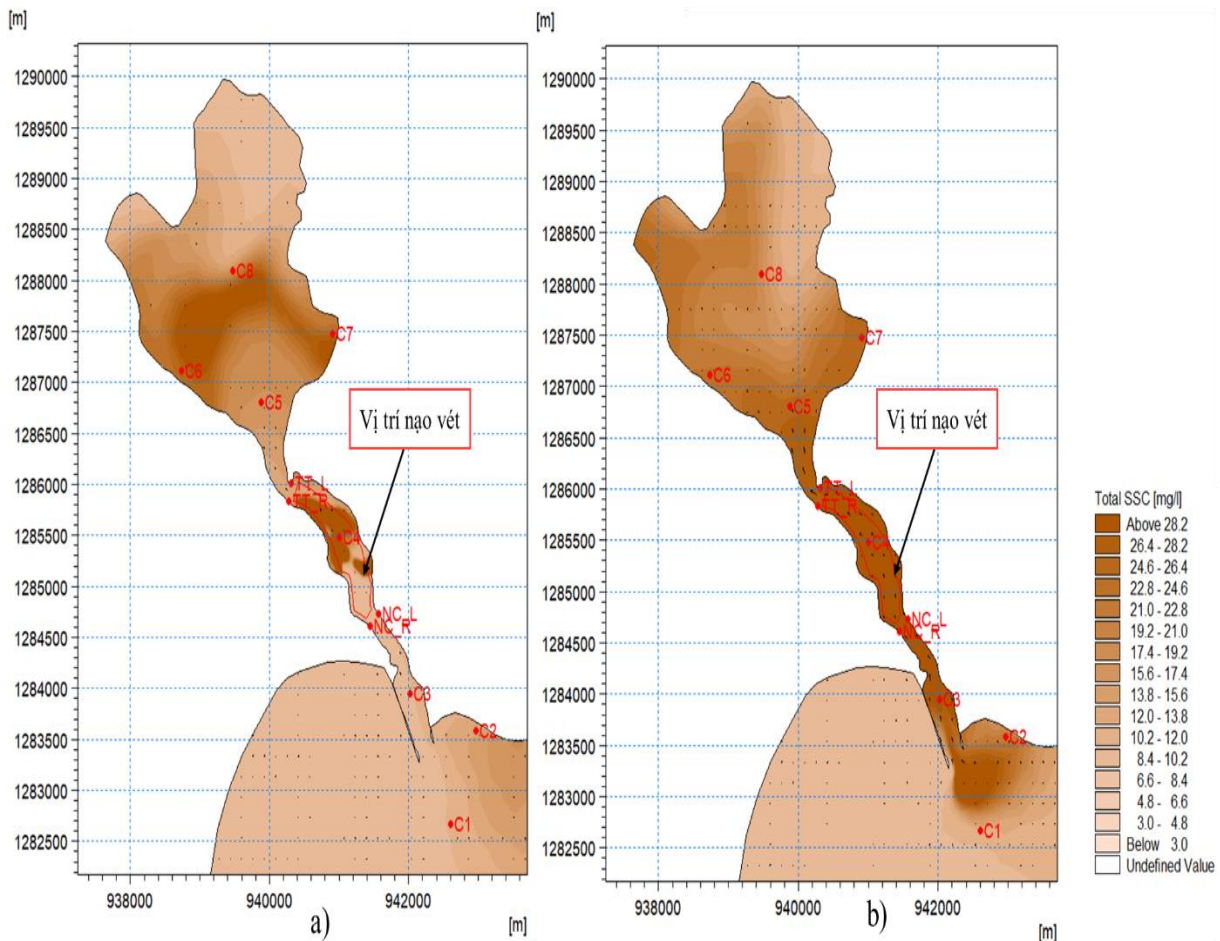 [m]
1290000
1289500
1289000
1288500
1288000
1287500
1287000
1286500
1286000
1285500
1285000
1284500
1284000
1283500
1283000
1282500
938000
940000
942000
[m]
C8
C7
C6
C5
Vị trí nạo vét
TT_L
TT_R
C4
NC_L
NC_R
C3
C2
C1
a)
[m]
1290000
1289500
1289000
1288500
1288000
1287500
1287000
1286500
1286000
1285500
1285000
1284500
1284000
1283500
1283000
1282500
938000
940000
942000
[m]
C8
C7
C6
C5
Vị trí nạo vét
TT_L
TT_R
C4
NC_L
NC_R
C3
C2
C1
b)
Total SSC [mg/l]
Above 28.2
26.4 - 28.2
24.6 - 26.4
22.8 - 24.6
21.0 - 22.8
19.2 - 21.0
17.4 - 19.2
15.6 - 17.4
13.8 - 15.6
12.0 - 13.8
10.2 - 12.0
8.4 - 10.2
6.6 - 8.4
4.8 - 6.6
3.0 - 4.8
Below 3.0
Undefined Value